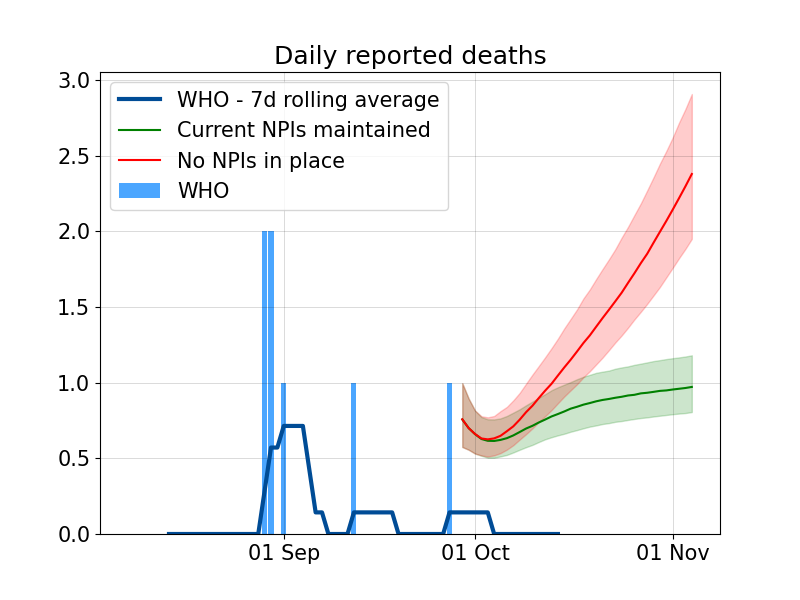 Daily reported deaths
3.0
2.5
2.0
1.5
1.0
0.5
0.0
WHO - 7d rolling average
Current NPIs maintained
No NPIs in place
WHO
01 Sep
01 Oct
01 Nov